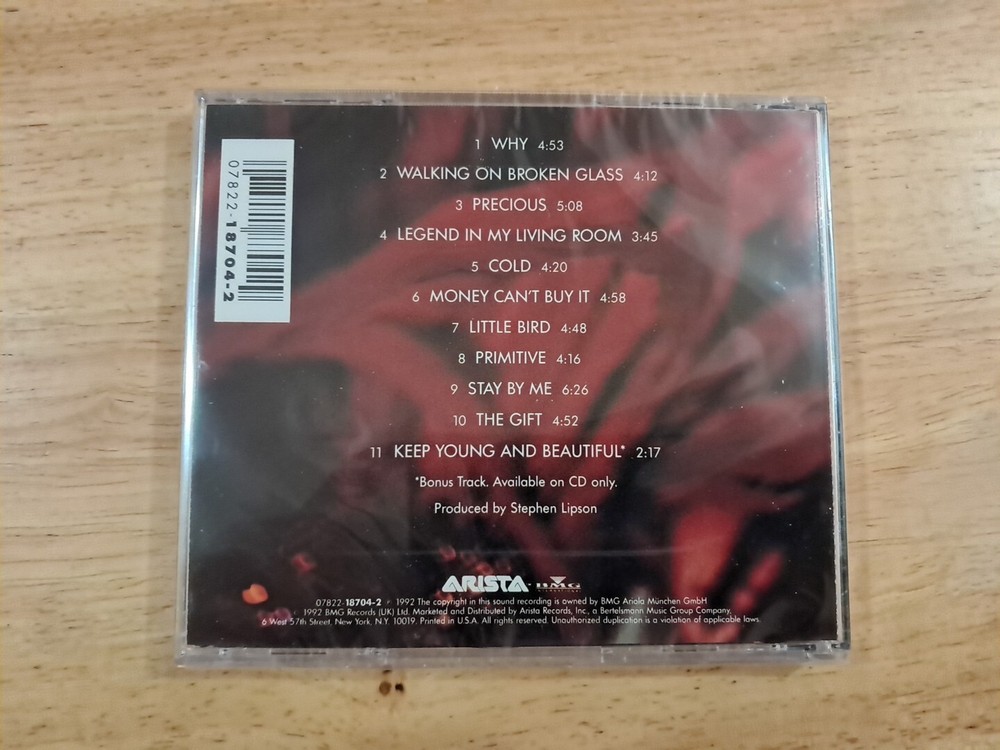 07822-18704-2
1 WHY 4:53
2 WALKING ON BROKEN GLASS 4:12
3 PRECIOUS 5:08
4 LEGEND IN MY LIVING ROOM 3:45
5 COLD 4:20
6 MONEY CAN'T BUY IT 4:58
7 LITTLE BIRD 4:48
8 PRIMITIVE 4:16
9 STAY BY ME 6:26
10 THE GIFT 4:52
11 KEEP YOUNG AND BEAUTIFUL* 2:17
*Bonus Track. Available on CD only.
Produced by Stephen Lipson
ARISTA BMG
INTERNATIONAL
07822-18704-2 ℗ 1992 The copyright in this sound recording is owned by BMG Ariola München GmbH
© 1992 BMG Records (UK) Ltd. Marketed and Distributed by Arista Records, Inc., a Bertelsmann Music Group Company,
6 West 57th Street, New York, N.Y. 10019. Printed in U.S.A. All rights reserved. Unauthorized duplication is a violation of applicable laws.